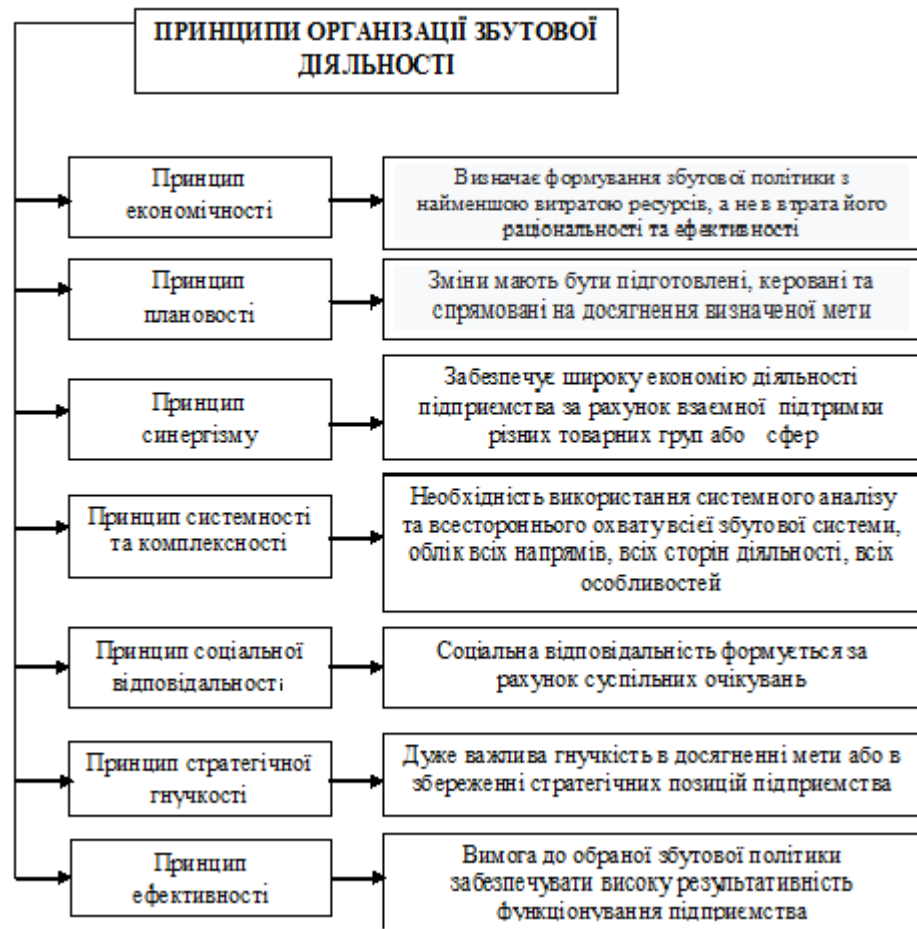 ПРИНЦИПИ ОРГАНІЗАЦІЇ ЗБУТОВОЇ
ДІЯЛЬНОСТІ
Принцип
економічності
Визначає формування збутової політики з
найменшою витратою ресурсів, а не в втрата його
раціональності та ефективності
Принцип
плановості
Зміни мають бути підготовлені, керовані та
спрямовані на досягнення визначеної мети
Принцип
синергізму
Забезпечує широку економію діяльності
підприємства за рахунок взаємної підтримки
різних товарних груп або сфер
Принцип системності
та комплексності
Необхідність використання системного аналізу
та всестороннього охвату всієї збутової системи,
облік всіх напрямів, всіх сторін діяльності, всіх
особливостей
Принцип соціальної
відповідальності
Соціальна відповідальність формується за
рахунок суспільних очікувань
Принцип стратегічної
гнучкості
Дуже важлива гнучкість в досягненні мети або в
збереженні стратегічних позицій підприємства
Принцип
ефективності
Вимога до обраної збутової політики
забезпечувати високу результативність
функціонування підприємства